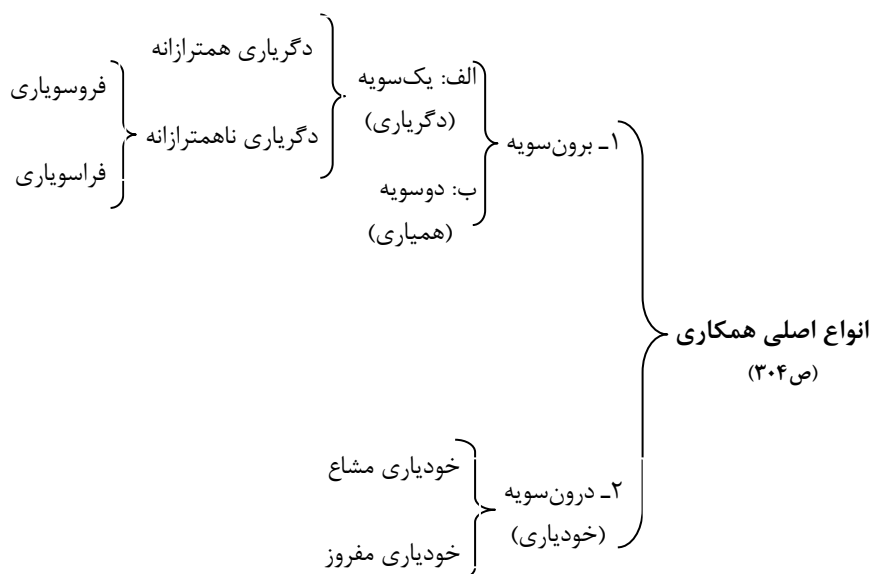 انواع اصلی همکاری
(ص۳۰۴)
۱ـ برون‌سویه
الف: یک‌سویه
(دگریاری)
دگریاری همترازانه
دگریاری ناهمترازانه
فروسویاری
فراسویاری
ب: دوسویه
(همیاری)
۲ـ درون‌سویه
(خودیاری)
خودیاری مشاع
خودیاری مفروز